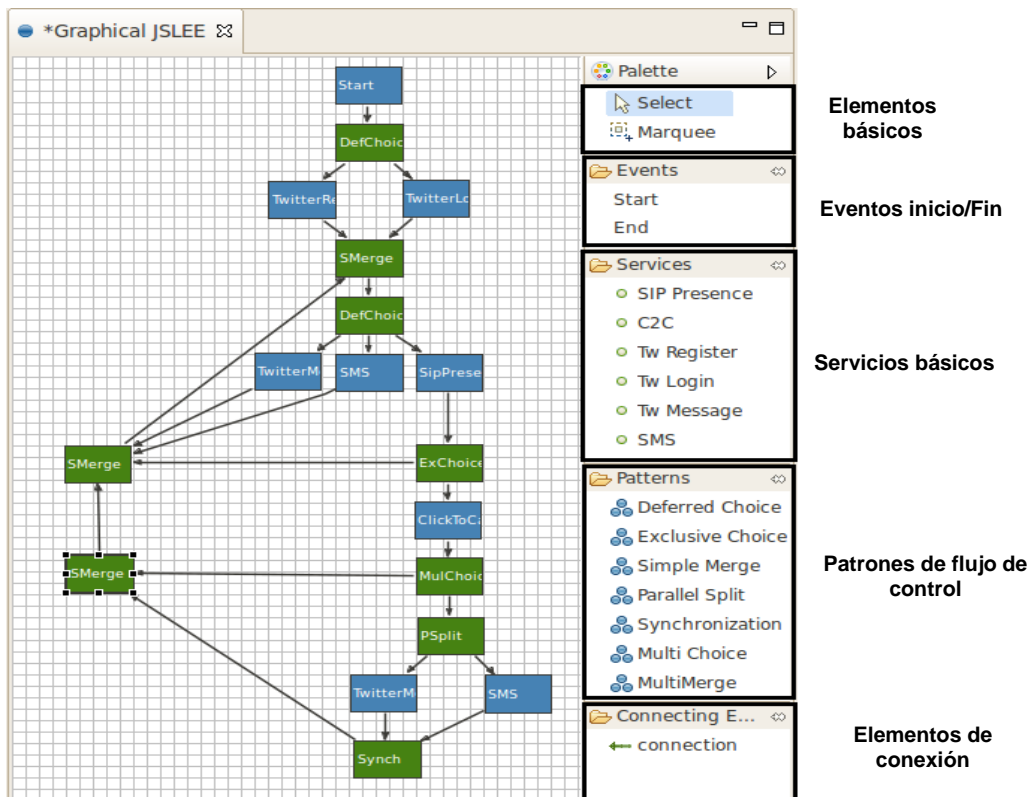 *Graphical JSLEE
Start
DefChoic
TwitterRe
TwitterLo
SMerge
DefChoic
TwitterM
SMS
SipPrese
SMerge
ExChoice
ClickToCa
SMerge
MulChoic
PSplit
TwitterM
SMS
Synch
Palette
Select
Marquee
Events
Start
End
Services
SIP Presence
C2C
Tw Register
Tw Login
Tw Message
SMS
Patterns
Deferred Choice
Exclusive Choice
Simple Merge
Parallel Split
Synchronization
Multi Choice
MultiMerge
Connecting E...
connection
Elementos
básicos
Eventos inicio/Fin
Servicios básicos
Patrones de flujo de
control
Elementos de
conexión